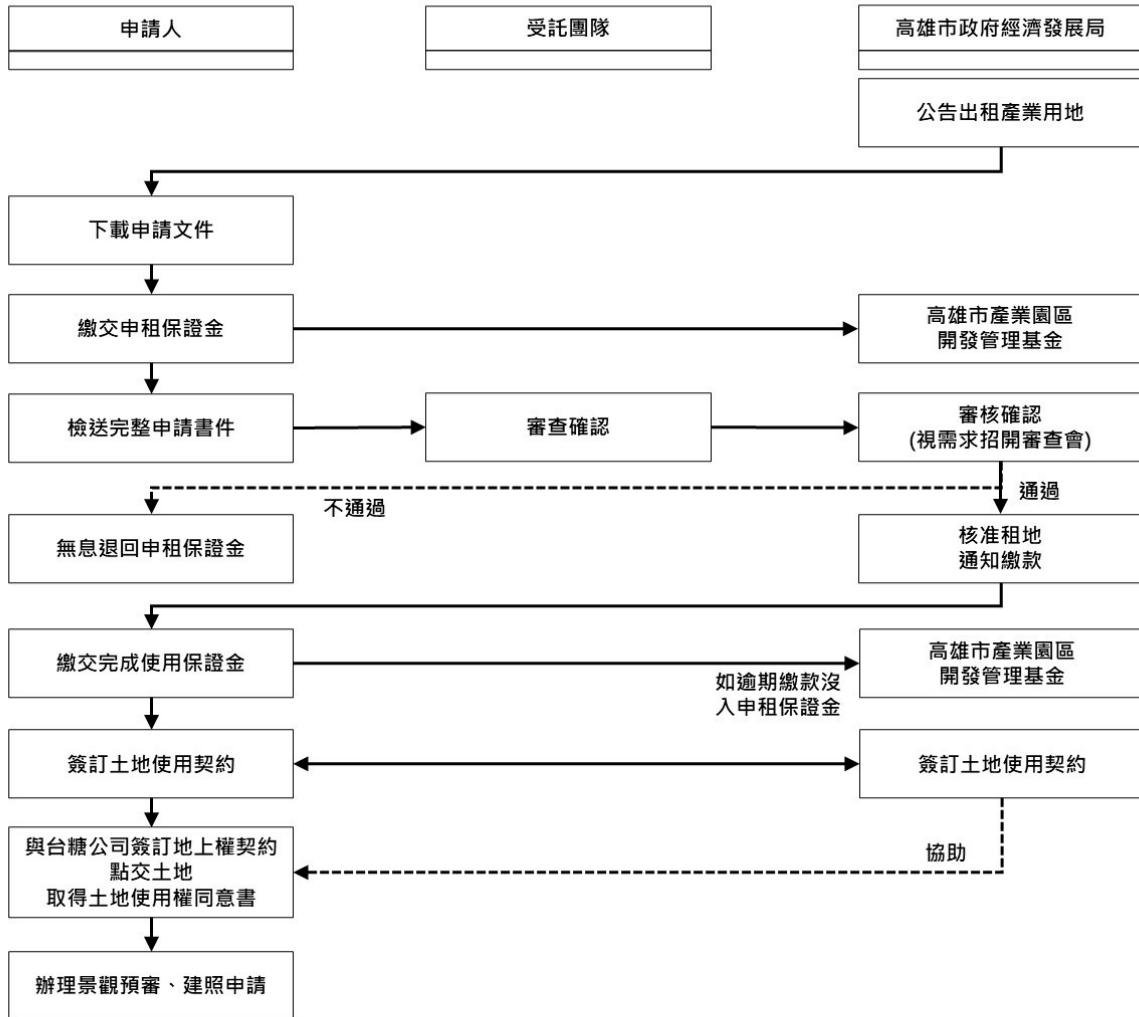 申請人
受託團隊
高雄市政府經濟發展局
公告出租產業用地
下載申請文件
繳交申租保證金
高雄市產業園區
開發管理基金
檢送完整申請書件
審查確認
審核確認
(視需求招開審查會)
不通過
通過
無息退回申租保證金
核准租地
通知繳款
繳交完成使用保證金
如逾期繳款沒
入申租保證金
高雄市產業園區
開發管理基金
簽訂土地使用契約
簽訂土地使用契約
與台糖公司簽訂地上權契約
點交土地
取得土地使用權同意書
協助
辦理景觀預審、建照申請